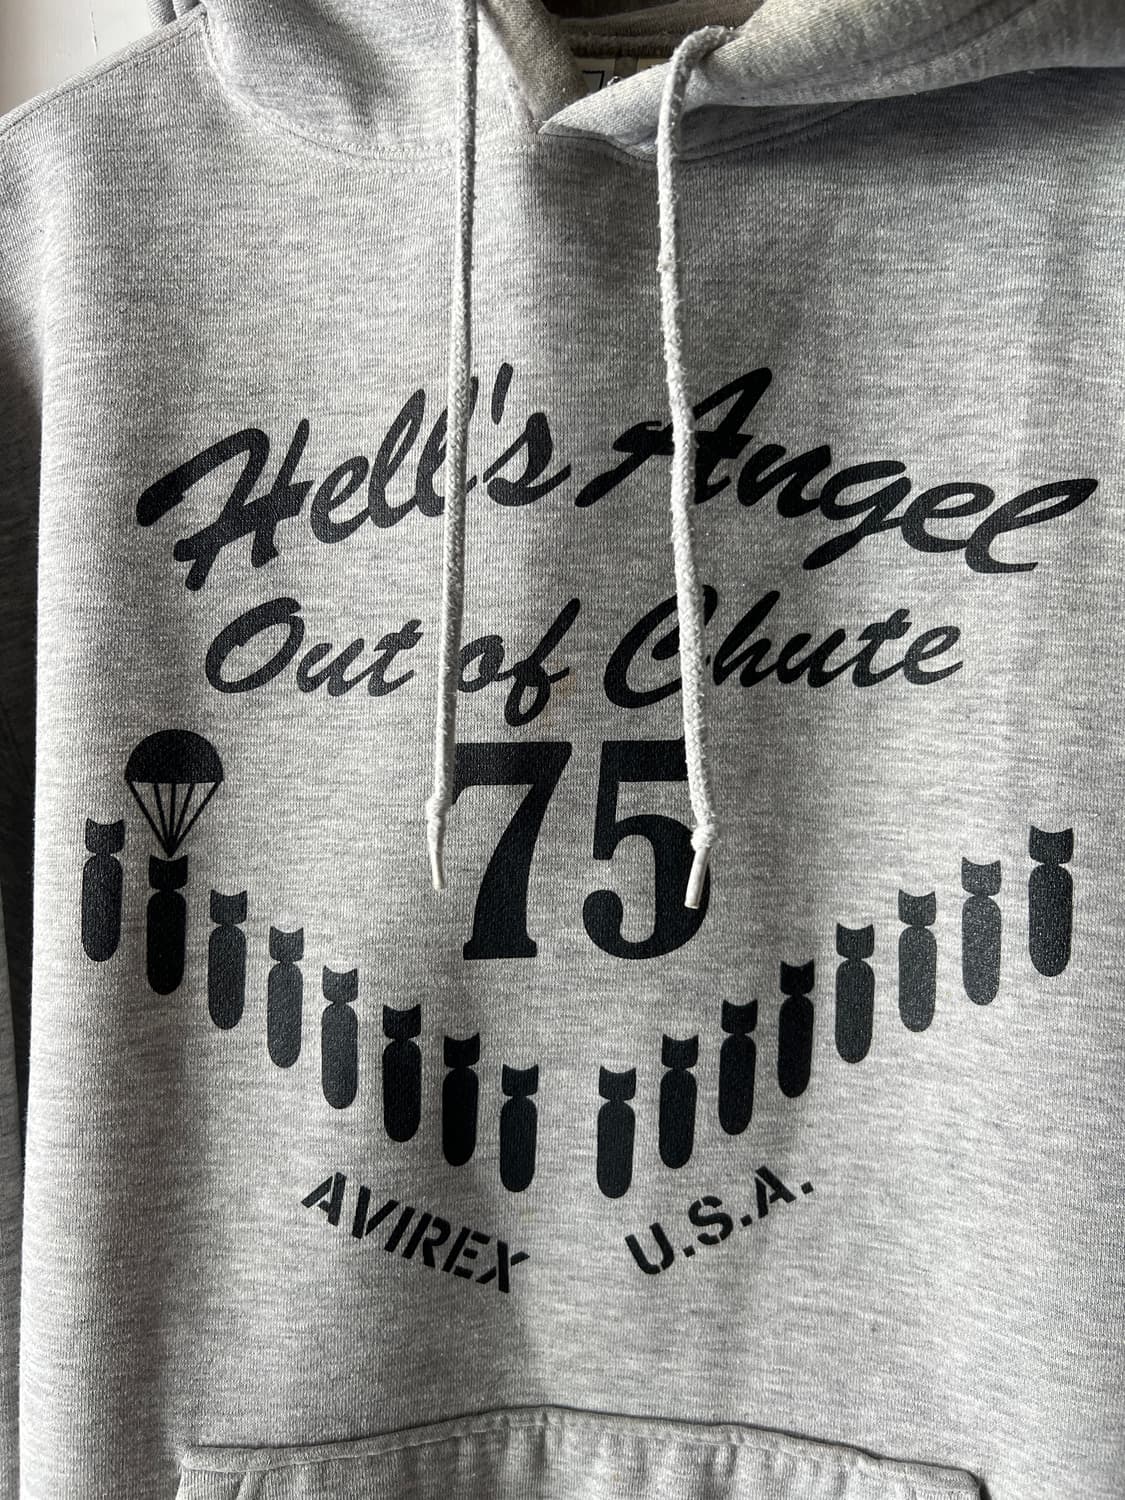 Hell's Angel
Out of Chute
75
AVIREX U.S.A.